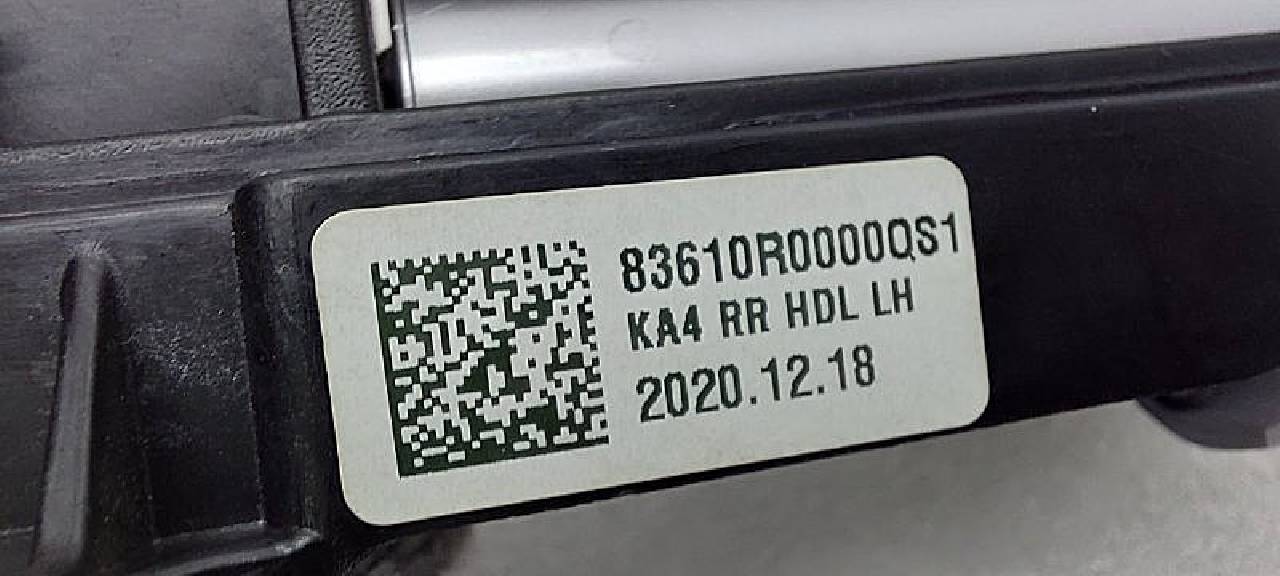 83610R0000QS1
KA4 RR HDL LH
2020.12.18